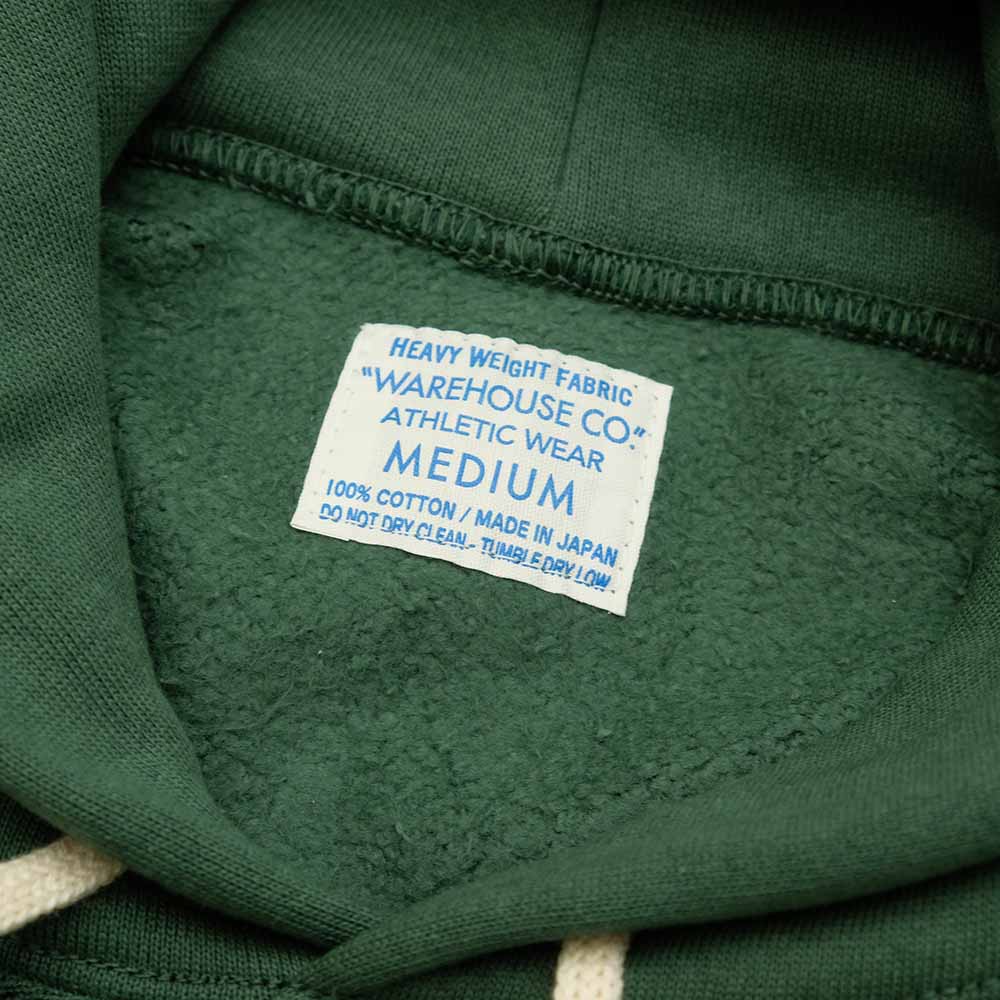 HEAVY WEIGHT FABRIC
"WAREHOUSE CO."
ATHLETIC WEAR
MEDIUM
100% COTTON / MADE IN JAPAN
DO NOT DRY CLEAN - TUMBLE DRY LOW